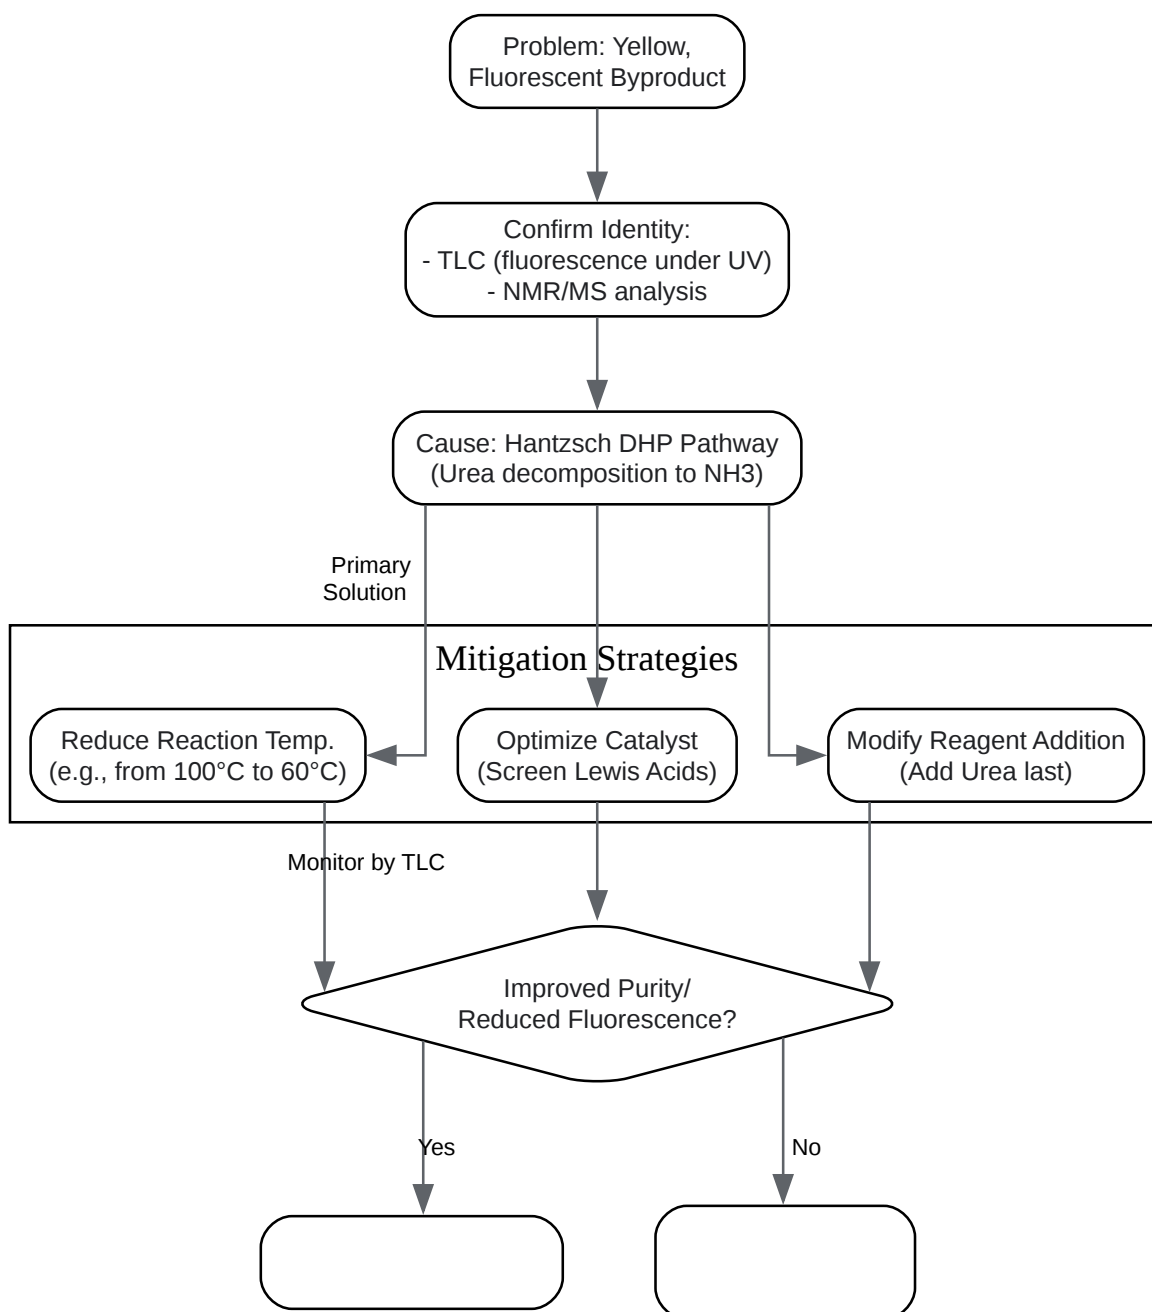 Problem: Yellow,
Fluorescent Byproduct
Confirm Identity:
- TLC (fluorescence under UV)
- NMR/MS analysis
Cause: Hantzsch DHP Pathway
(Urea decomposition to NH3)
Primary
Solution
Mitigation Strategies
Reduce Reaction Temp.
(e.g., from 100°C to 60°C)
Optimize Catalyst
(Screen Lewis Acids)
Modify Reagent Addition
(Add Urea last)
Monitor by TLC
Improved Purity/
Reduced Fluorescence?
Yes
No